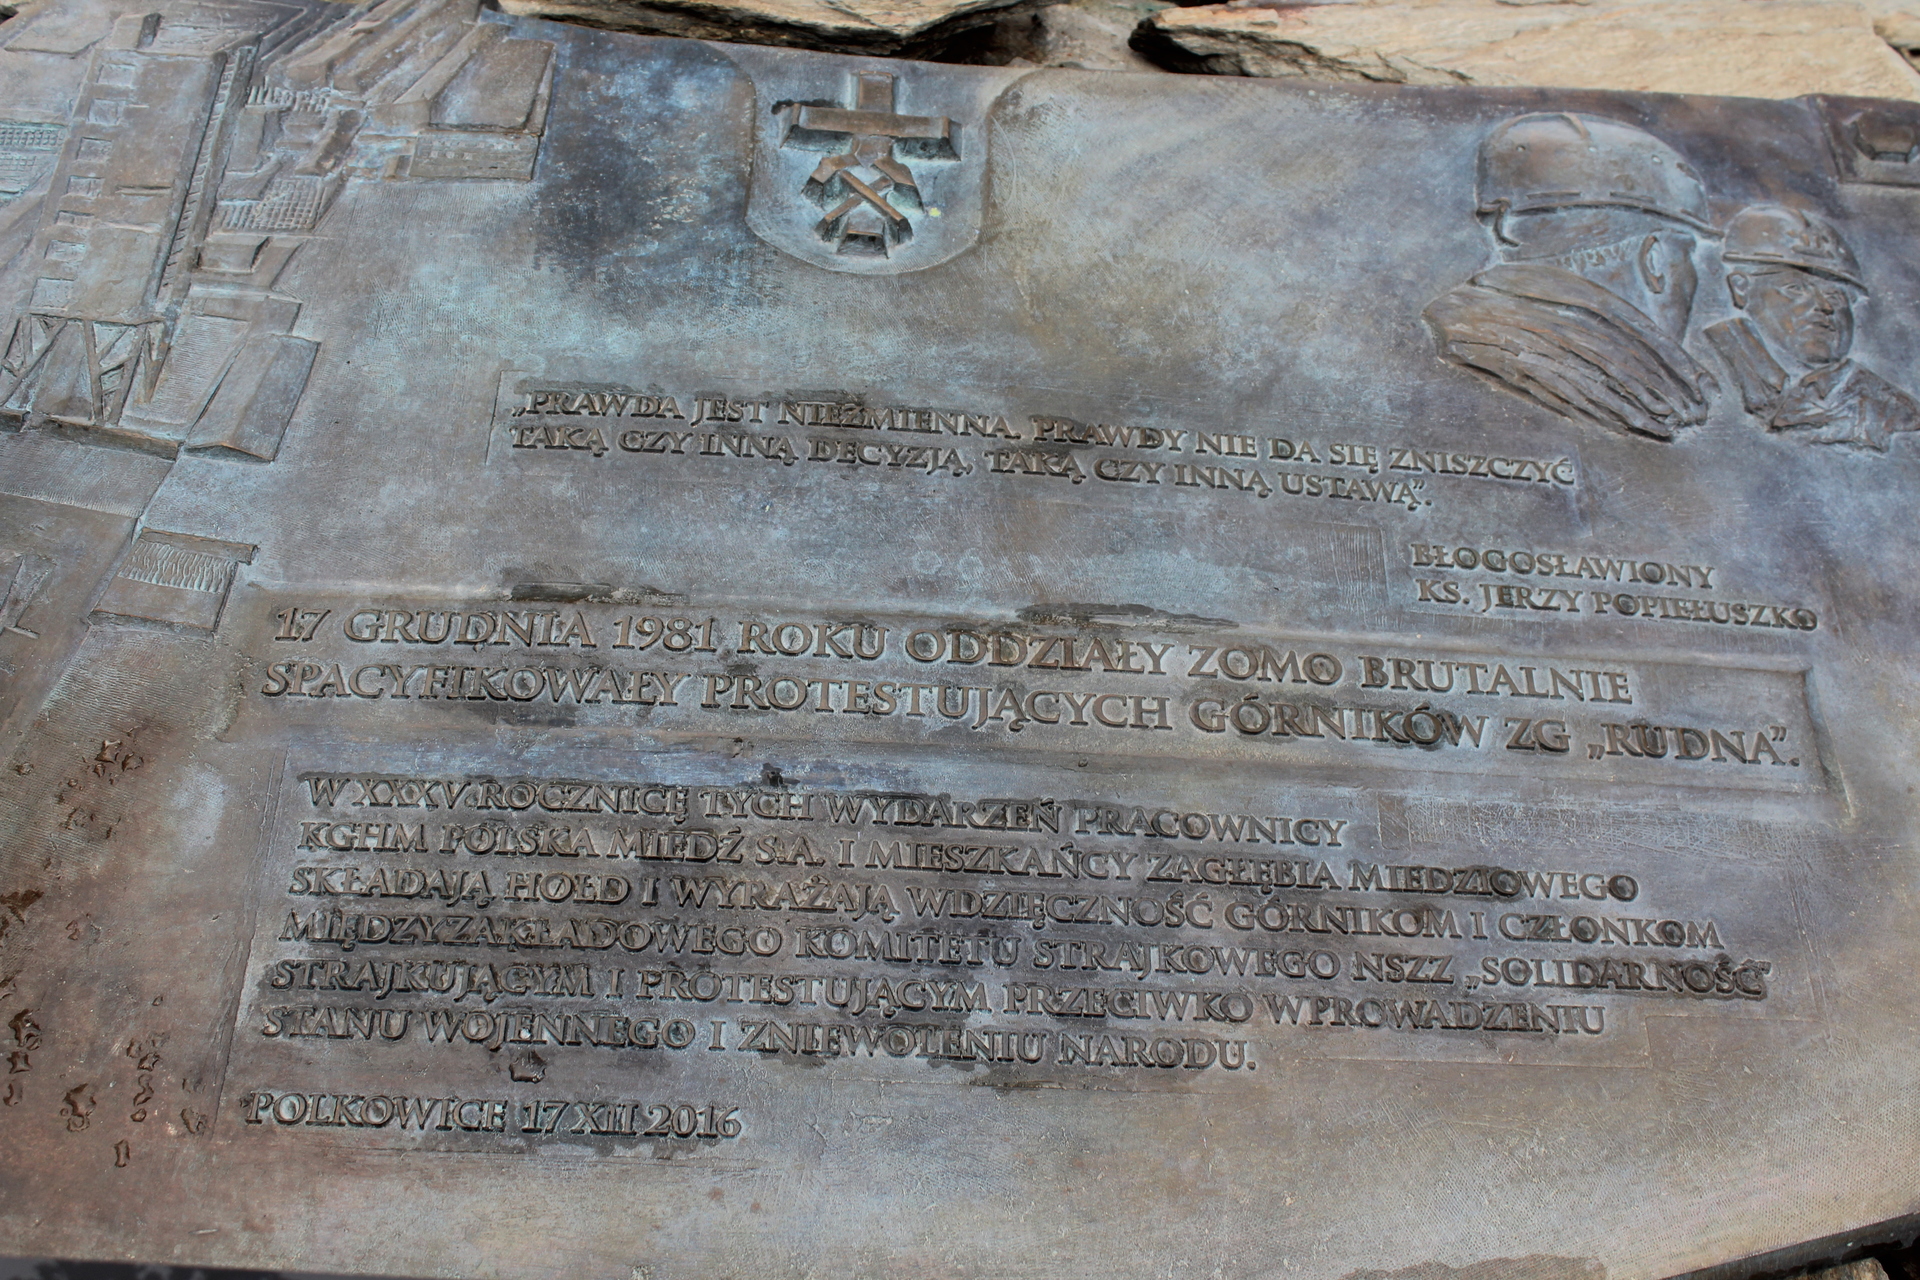 „PRAWDA JEST NIEZMIENNA. PRAWDY NIE DA SIĘ ZNISZCZYĆ
TAKĄ CZY INNĄ DECYZJĄ, TAKĄ CZY INNĄ USTAWĄ”.
BŁOGOSŁAWIONY
KS. JERZY POPIEŁUSZKO
17 GRUDNIA 1981 ROKU ODDZIAŁY ZOMO BRUTALNIE
SPACYFIKOWAŁY PROTESTUJĄCYCH GÓRNIKÓW ZG „RUDNA”.
W XXXV ROCZNICĘ TYCH WYDARZEŃ PRACOWNICY
KGHM POLSKA MIEDŹ S.A. I MIESZKAŃCY ZAGŁĘBIA MIEDZIOWEGO
SKŁADAJĄ HOŁD I WYRAŻAJĄ WDZIĘCZNOŚĆ GÓRNIKOM I CZŁONKOM
MIĘDZYZAKŁADOWEGO KOMITETU STRAJKOWEGO NSZZ „SOLIDARNOŚĆ”
STRAJKUJĄCYM I PROTESTUJĄCYM PRZECIWKO WPROWADZENIU
STANU WOJENNEGO I ZNIEWOLENIU NARODU.
POLKOWICE 17 XII 2016